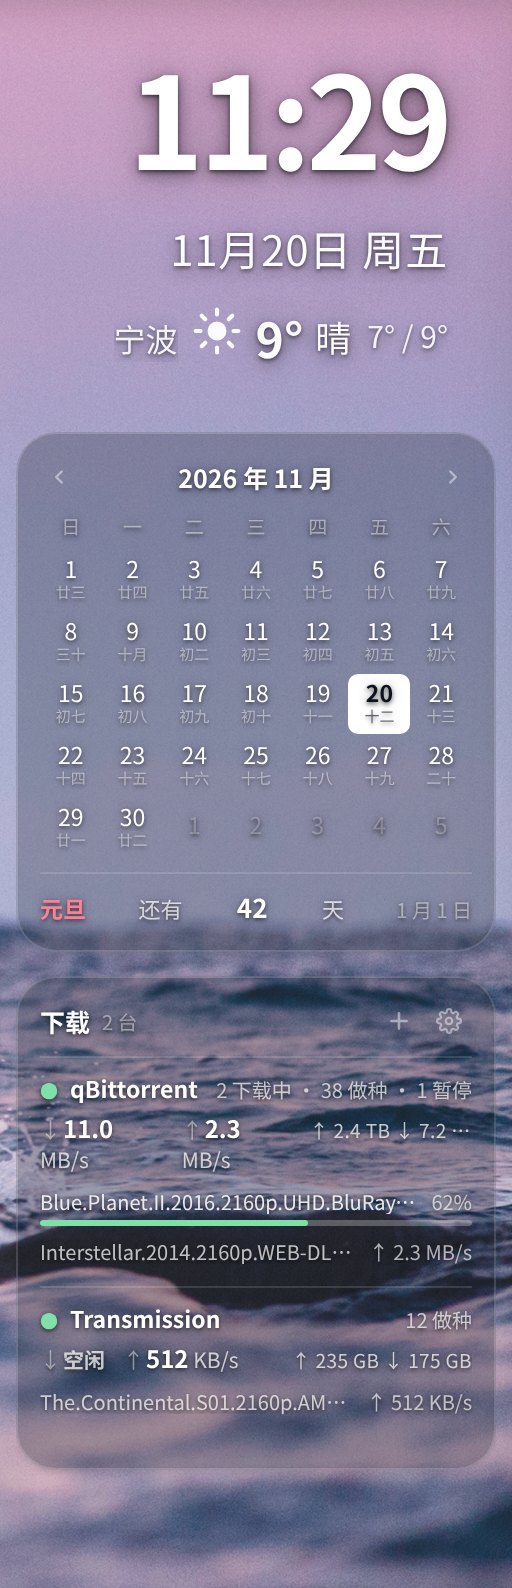 11:29
11月20日 周五
宁波 9° 晴 7° / 9°
2026 年 11 月
日 一 二 三 四 五 六
1 2 3 4 5 6 7
廿三 廿四 廿五 廿六 廿七 廿八 廿九
8 9 10 11 12 13 14
三十 十月 初二 初三 初四 初五 初六
15 16 17 18 19 20 21
初七 初八 初九 初十 十一 十二 十三
22 23 24 25 26 27 28
十四 十五 十六 十七 十八 十九 二十
29 30 1 2 3 4 5
廿一 廿二
元旦 还有 42 天 1 月 1 日
下载 2 台
qBittorrent 2 下载中 · 38 做种 · 1 暂停
↓ 11.0 ↑ 2.3 ↑ 2.4 TB ↓ 7.2 …
MB/s MB/s
Blue.Planet.II.2016.2160p.UHD.BluRay… 62%
Interstellar.2014.2160p.WEB-DL… ↑ 2.3 MB/s
Transmission 12 做种
↓ 空闲 ↑ 512 KB/s ↑ 235 GB ↓ 175 GB
The.Continental.S01.2160p.AM… ↑ 512 KB/s